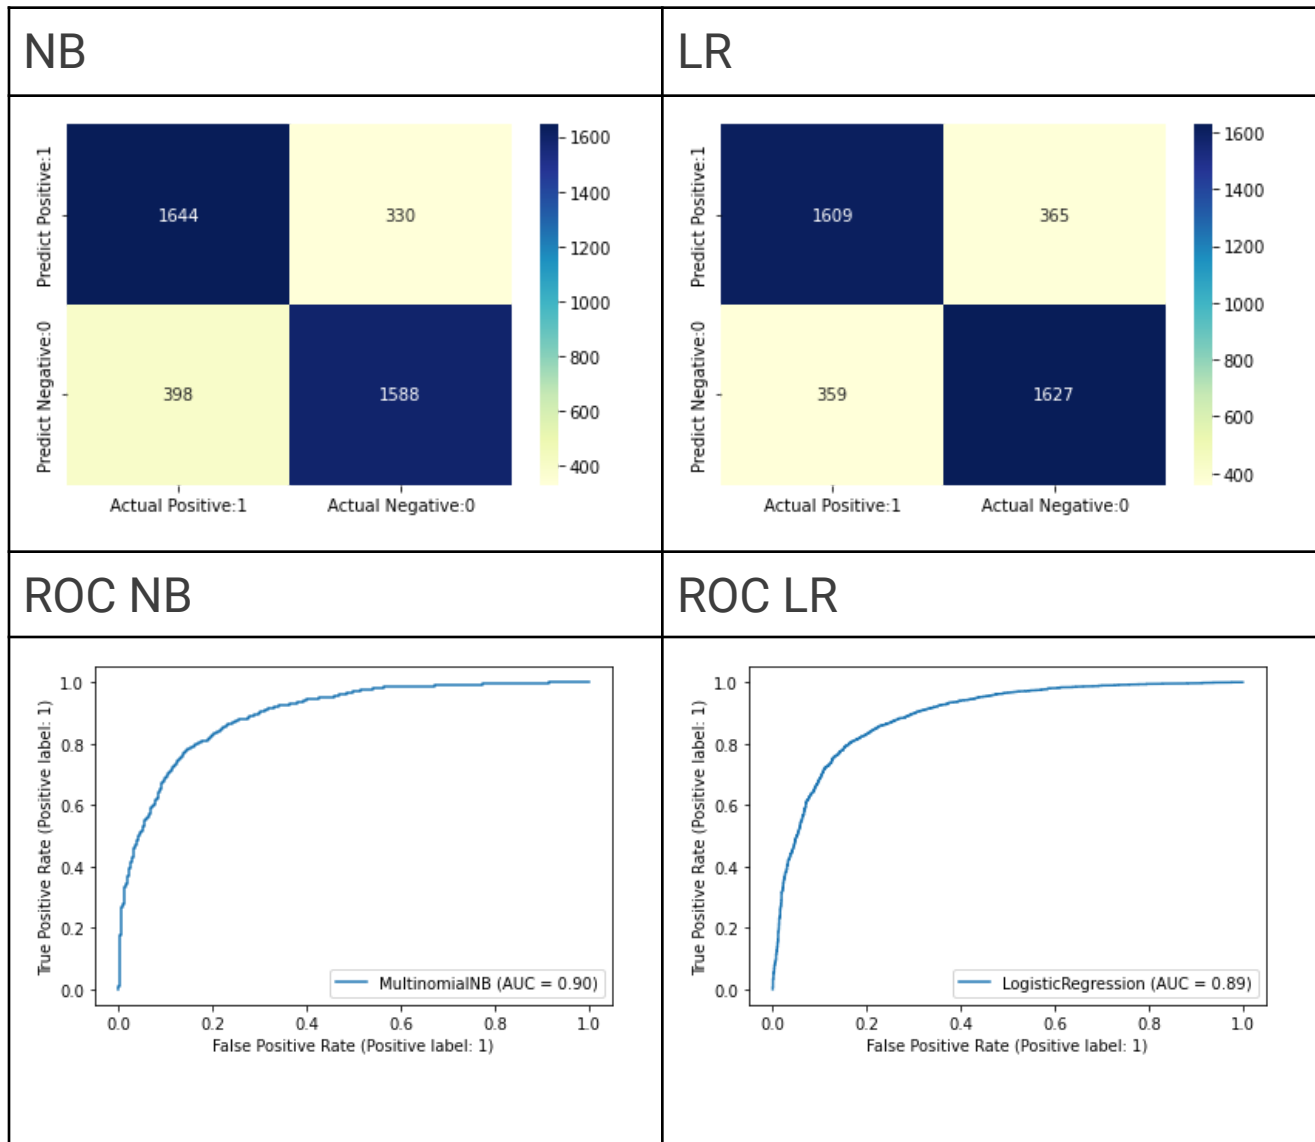 NB
LR
Predict Positive:1
Predict Negative:0
1644
330
398
1588
Actual Positive:1
Actual Negative:0
1600
1400
1200
1000
800
600
400
Predict Positive:1
Predict Negative:0
1609
365
359
1627
Actual Positive:1
Actual Negative:0
1600
1400
1200
1000
800
600
400
ROC NB
ROC LR
True Positive Rate (Positive label: 1)
1.0
0.8
0.6
0.4
0.2
0.0
MultinomialNB (AUC = 0.90)
0.0 0.2 0.4 0.6 0.8 1.0
False Positive Rate (Positive label: 1)
True Positive Rate (Positive label: 1)
1.0
0.8
0.6
0.4
0.2
0.0
LogisticRegression (AUC = 0.89)
0.0 0.2 0.4 0.6 0.8 1.0
False Positive Rate (Positive label: 1)